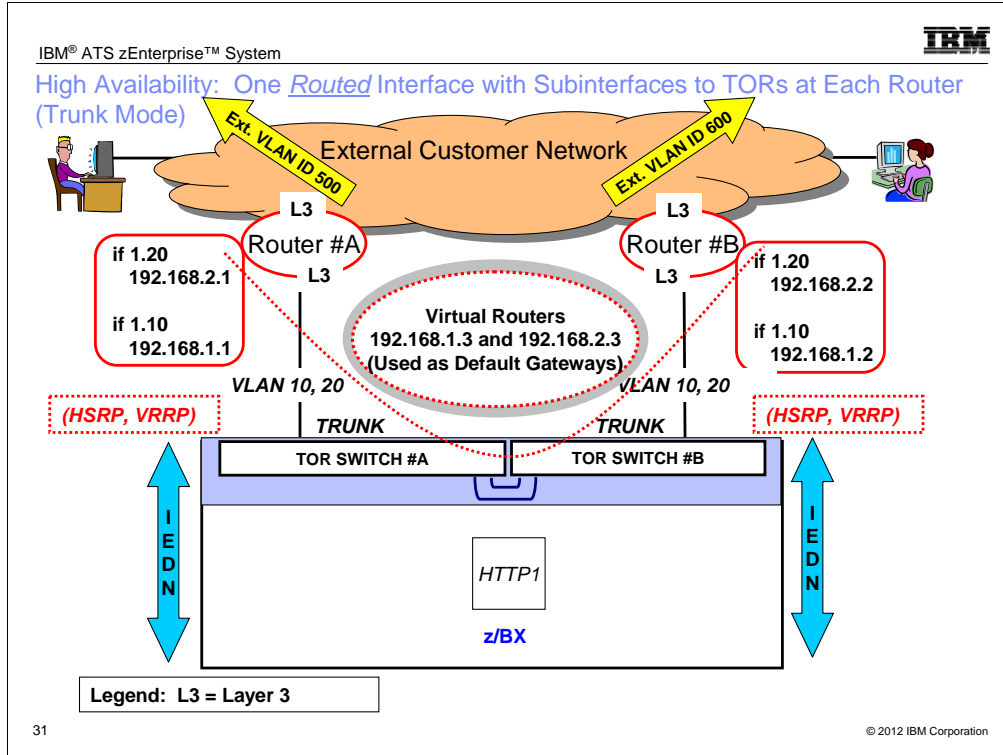 IBM® ATS zEnterprise™ System
IBM
High Availability: One Routed Interface with Subinterfaces to TORs at Each Router
(Trunk Mode)
Ext. VLAN ID 500
External Customer Network
Ext. VLAN ID 600
L3
Router #A
L3
L3
Router #B
L3
if 1.20
192.168.2.1
if 1.10
192.168.1.1
Virtual Routers
192.168.1.3 and 192.168.2.3
(Used as Default Gateways)
if 1.20
192.168.2.2
if 1.10
192.168.1.2
VLAN 10, 20
VLAN 10, 20
(HSRP, VRRP)
TRUNK
TRUNK
(HSRP, VRRP)
TOR SWITCH #A
TOR SWITCH #B
I
E
D
N
HTTP1
z/BX
I
E
D
N
Legend: L3 = Layer 3
31
© 2012 IBM Corporation